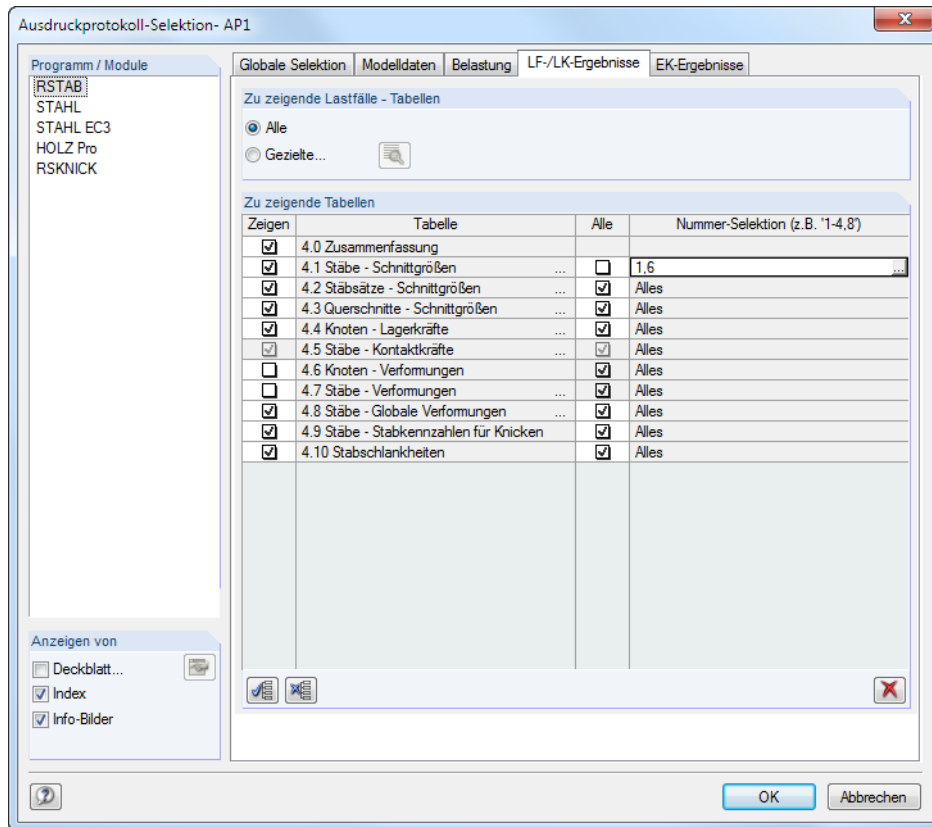 Ausdruckprotokoll-Selektion- AP1
Programm / Module
RSTAB
STAHL
STAHL EC3
HOLZ Pro
RSKNICK
Globale Selektion Modelldaten Belastung LF-/LK-Ergebnisse EK-Ergebnisse
Zu zeigende Lastfälle - Tabellen
Alle
Gezielte...
Zu zeigende Tabellen
Zeigen Tabelle Alle Nummer-Selektion (z.B. '1-4,8')
4.0 Zusammenfassung
4.1 Stäbe - Schnittgrößen ... 1,6 ...
4.2 Stäbsätze - Schnittgrößen ... Alles
4.3 Querschnitte - Schnittgrößen ... Alles
4.4 Knoten - Lagerkräfte ... Alles
4.5 Stäbe - Kontaktkräfte ... Alles
4.6 Knoten - Verformungen Alles
4.7 Stäbe - Verformungen ... Alles
4.8 Stäbe - Globale Verformungen ... Alles
4.9 Stäbe - Stabkennzahlen für Knicken Alles
4.10 Stabschlankheiten Alles
Anzeigen von
Deckblatt...
Index
Info-Bilder
OK Abbrechen